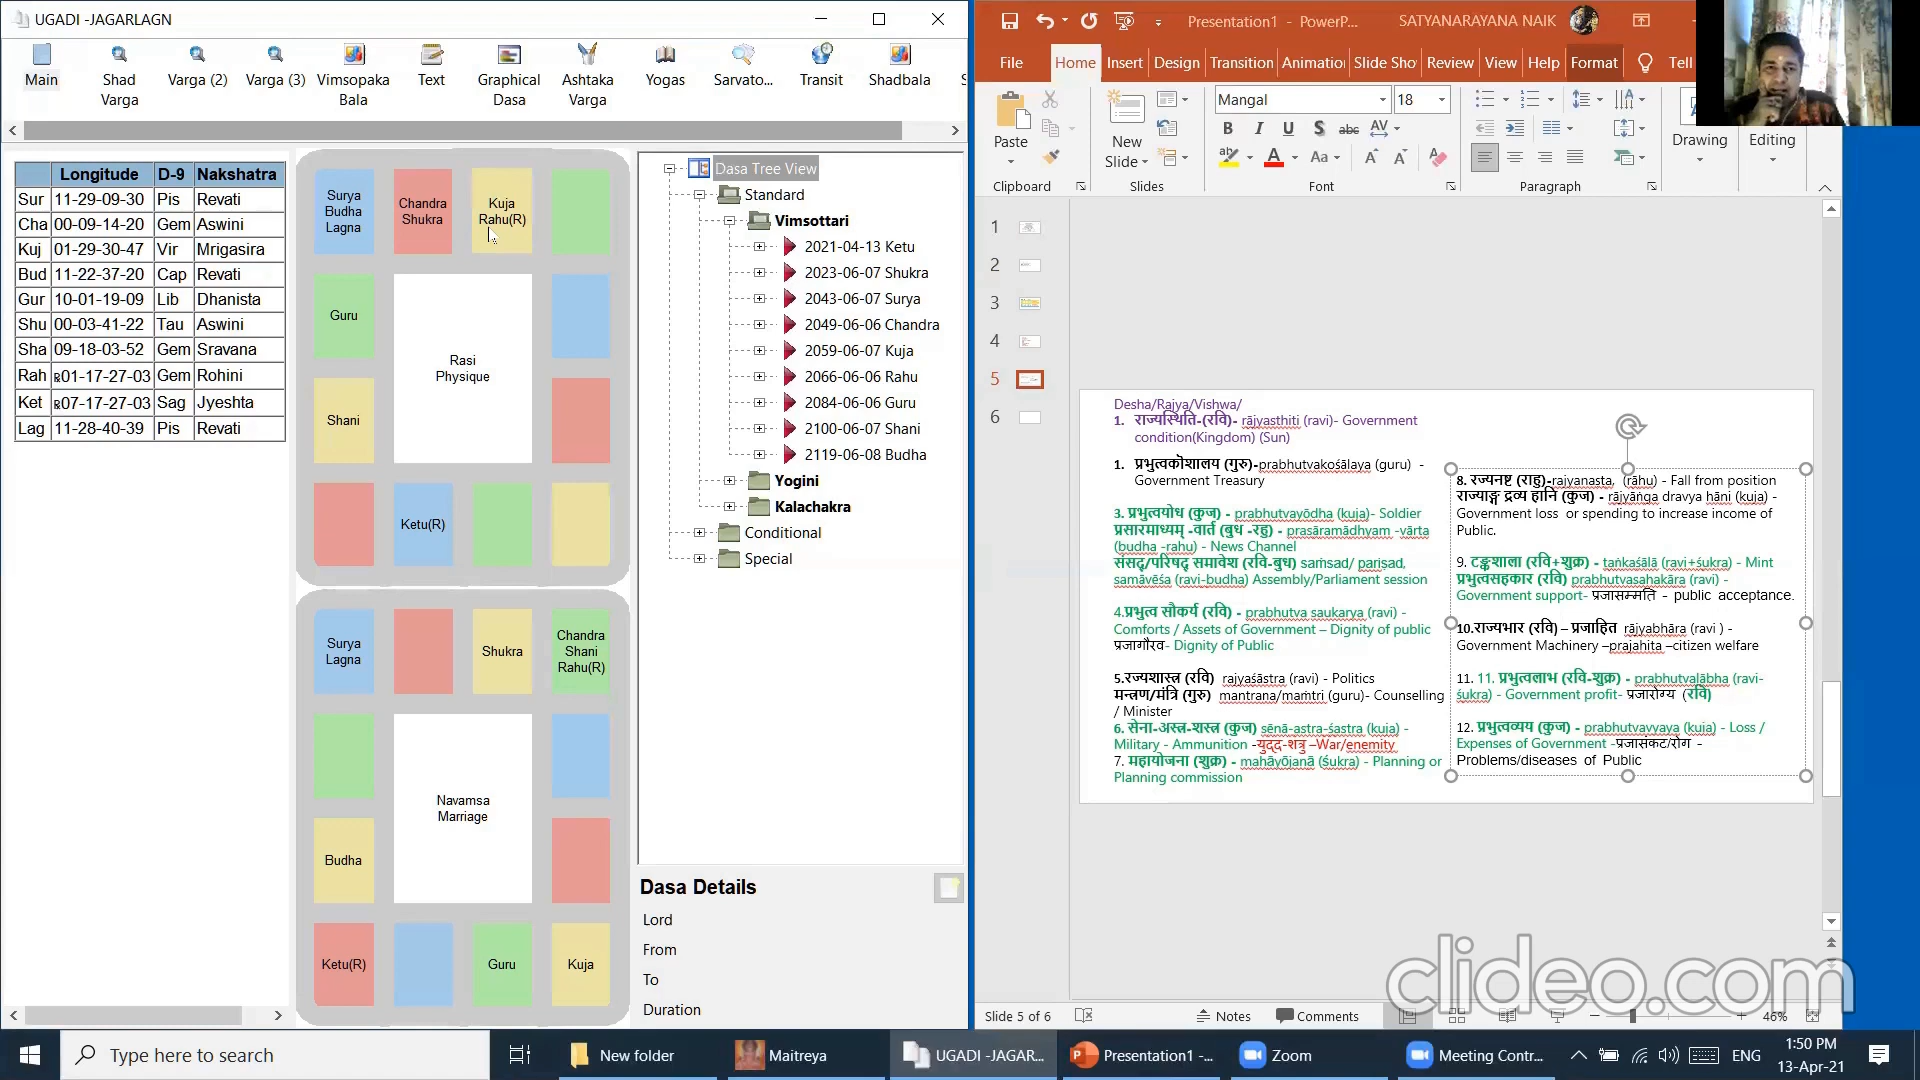 UGADI -JAGARLAGN
Main
Shad Varga
Varga (2)
Varga (3)
Vimsopaka Bala
Text
Graphical Dasa
Ashtaka Varga
Yogas
Sarvato...
Transit
Shadbala
Longitude D-9 Nakshatra
Sur 11-29-09-30 Pis Revati
Cha 00-09-14-20 Gem Aswini
Kuj 01-29-30-47 Vir Mrigasira
Bud 11-22-37-20 Cap Revati
Gur 10-01-19-09 Lib Dhanista
Shu 00-03-41-22 Tau Aswini
Sha 09-18-03-52 Gem Sravana
Rah ℞01-17-27-03 Gem Rohini
Ket ℞07-17-27-03 Sag Jyeshta
Lag 11-28-40-39 Pis Revati
Surya
Budha
Lagna
Chandra
Shukra
Kuja
Rahu(R)
Guru
Rasi
Physique
Shani
Ketu(R)
Surya
Lagna
Shukra
Chandra
Shani
Rahu(R)
Navamsa
Marriage
Budha
Ketu(R)
Guru
Kuja
Dasa Tree View
Standard
Vimsottari
2021-04-13 Ketu
2023-06-07 Shukra
2043-06-07 Surya
2049-06-06 Chandra
2059-06-07 Kuja
2066-06-06 Rahu
2084-06-06 Guru
2100-06-07 Shani
2119-06-08 Budha
Yogini
Kalachakra
Conditional
Special
Dasa Details
Lord
From
To
Duration
Presentation1 - PowerP...
SATYANARAYANA NAIK
File Home Insert Design Transition Animatio Slide Sho Review View Help Format Tell
Paste
New Slide
Mangal 18
B I U S abc AV
A Aa A A
Drawing
Editing
Clipboard Slides Font Paragraph
1
2
3
4
5
6
Desha/Rajya/Vishwa/
1. राज्यस्थिति-(रवि)- rājyasthiti (ravi)- Government
condition(Kingdom) (Sun)
1. प्रभुत्वकोशालय (गुरु)-prabhutvakośālaya (guru) -
Government Treasury
3. प्रभुत्वयोध (कुज)- prabhutvayōdha (kuja)- Soldier
प्रसारमाध्यम् -वार्त (बुध -रहु) - prasāramādhyam -vārta
(budha -rahu) - News Channel
संसद्/परिषद् समावेश (रवि-बुध) saṁsad/ pariṣad,
samāvēśa (ravi-budha) Assembly/Parliament session
4.प्रभुत्व सौकर्य (रवि) - prabhutva saukarya (ravi) -
Comforts / Assets of Government – Dignity of public
प्रजागौरव- Dignity of Public
5.रज्यशास्त्र (रवि) rajyaśāstra (ravi) - Politics
मन्त्रण/मंत्रि (गुरु) mantrana/maṁtri (guru)- Counselling
/ Minister
6. सेना-अस्त्र-शस्त्र (कुज) sēnā-astra-śastra (kuja) -
Military - Ammunition -युद्द्-शत्रु –War/enemity
7. महायोजना (शुक्र) - mahāyōjanā (śukra) - Planning or
Planning commission
8. रज्यनष्ट (राहु)-rajyanasta, (rāhu) - Fall from position
राज्याङ्ग द्रव्य हानि (कुज) - rājyāṅga dravya hāni (kuja) -
Government loss or spending to increase income of
Public.
9. टङ्कशाला (रवि+शुक्र) - taṅkaśālā (ravi+śukra) - Mint
प्रभुत्वसहकार (रवि) prabhutvasahakāra (ravi) -
Government support- प्रजासम्मति - public acceptance.
10.राज्यभार (रवि) – प्रजाहित rājyabhāra (ravi ) -
Government Machinery –prajahita –citizen welfare
11. 11. प्रभुत्वलाभ (रवि-शुक्र) - prabhutvalābha (ravi-
śukra) - Government profit- प्रजारोग्य (रवि)
12. प्रभुत्वव्यय (कुज) - prabhutvavyaya (kuja) - Loss /
Expenses of Government -प्रजासंकट/रोग -
Problems/diseases of Public
clideo.com
Slide 5 of 6
Notes
Comments
46%
Type here to search
New folder
Maitreya
UGADI -JAGAR...
Presentation1 -...
Zoom
Meeting Contr...
ENG
1:50 PM
13-Apr-21